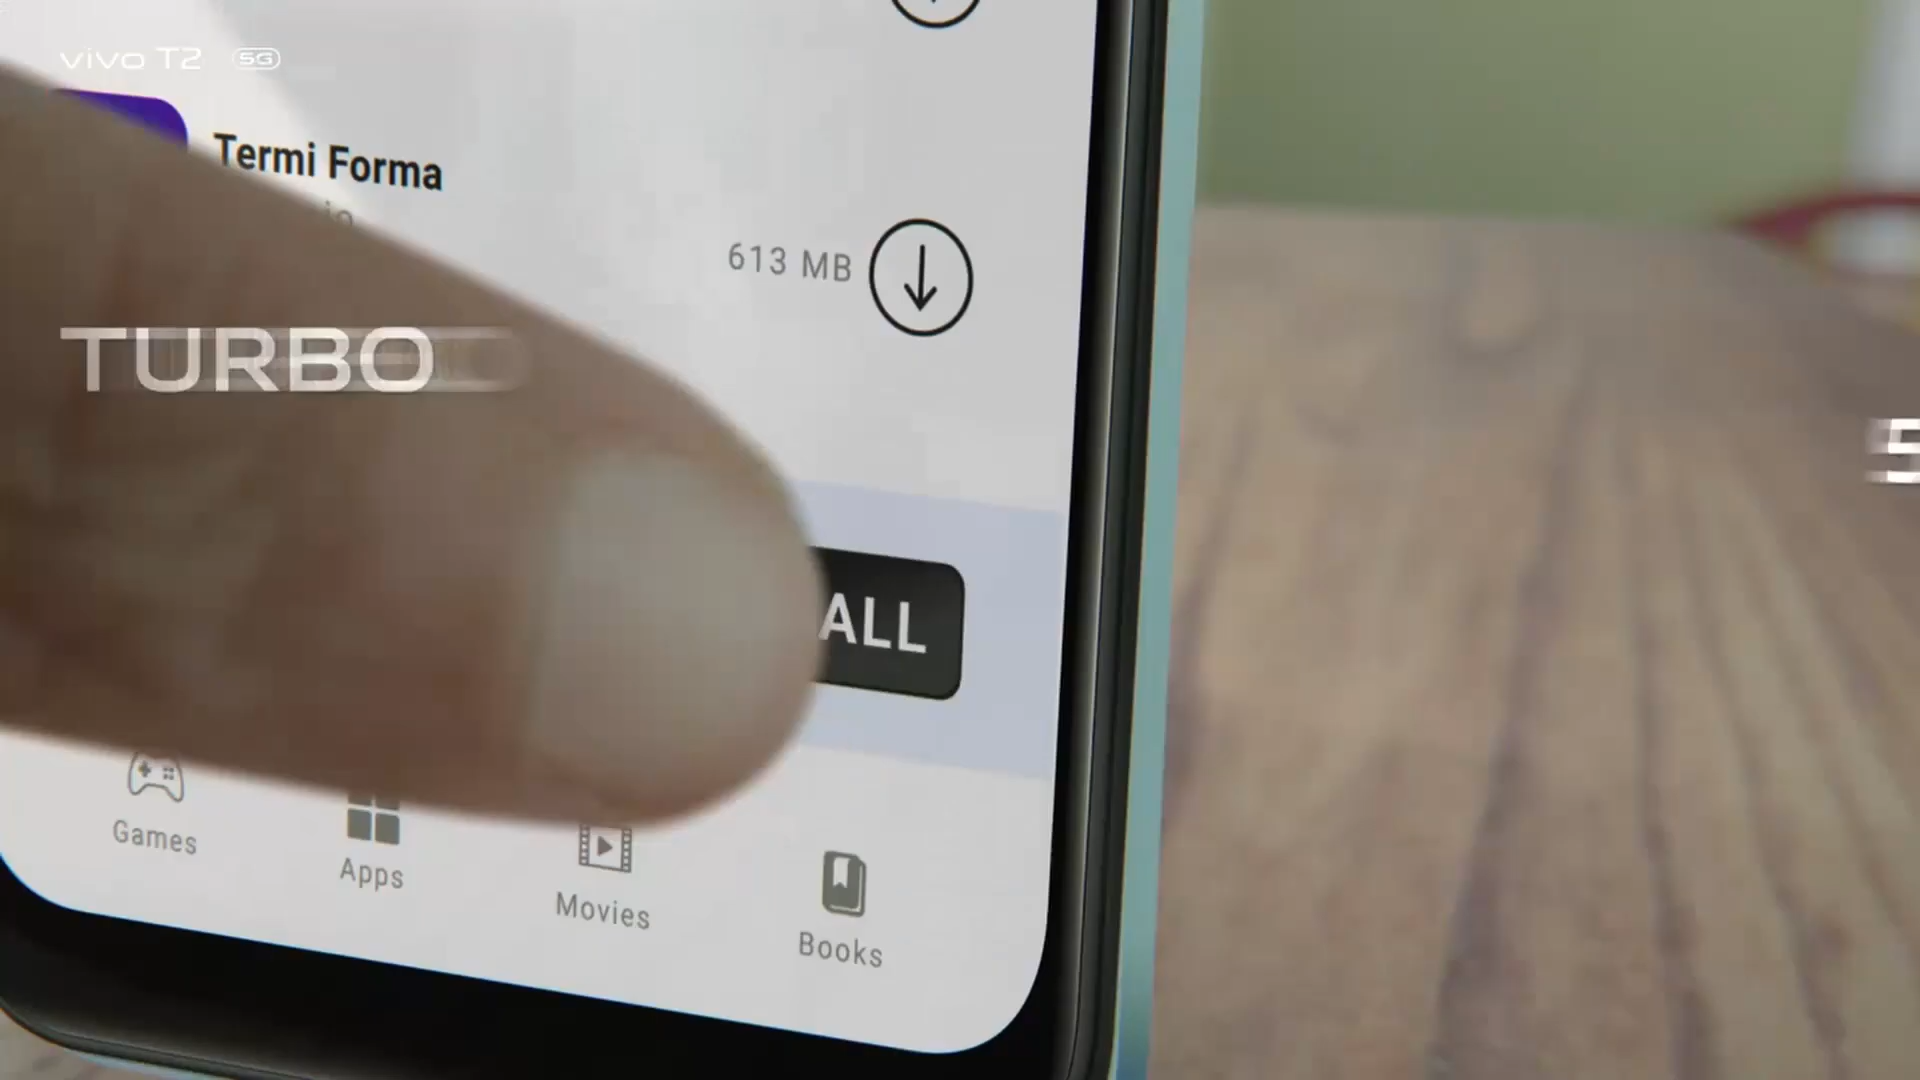 vivo T2 5G
Termi Forma
613 MB
TURBO
ALL
Games
Apps
Movies
Books